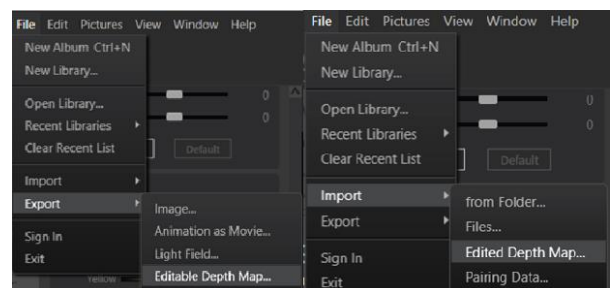 File Edit Pictures View Window Help
New Album Ctrl+N
New Library...
Open Library...
0
Recent Libraries
0
Clear Recent List
Default
Import
Export
Image...
Animation as Movie...
Sign In
Light Field...
Exit
Editable Depth Map...
Yellow
File Edit Pictures View Window Help
New Album Ctrl+N
New Library...
Open Library...
0
Recent Libraries
0
Clear Recent List
Default
Import
from Folder...
Export
Files...
Sign In
Edited Depth Map...
Exit
Pairing Data...